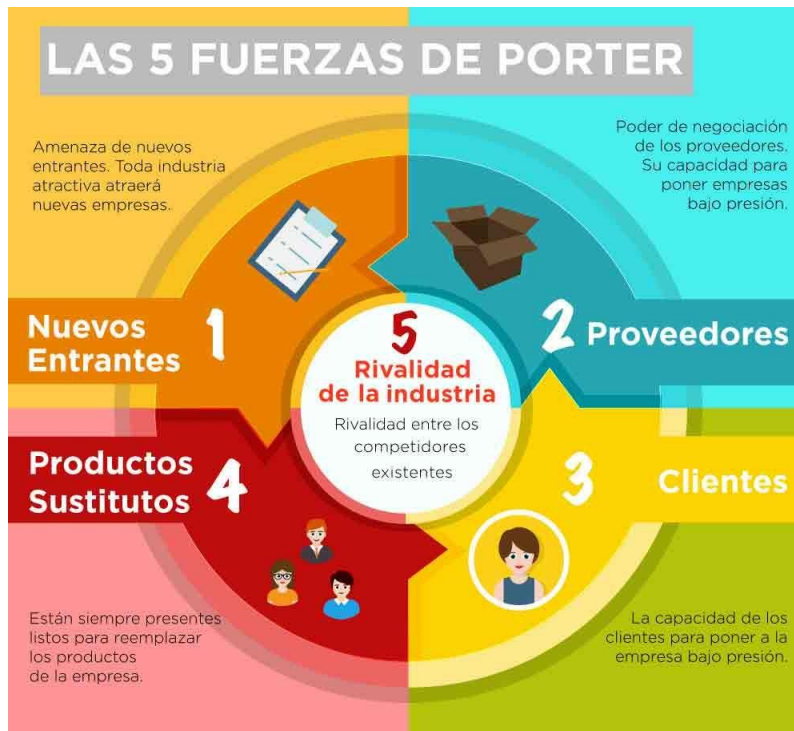 LAS 5 FUERZAS DE PORTER
Amenaza de nuevos
entrantes. Toda industria
atractiva atraerá
nuevas empresas.
Poder de negociación
de los proveedores.
Su capacidad para
poner empresas
bajo presión.
Nuevos
Entrantes
1
2
Proveedores
5
Rivalidad
de la industria
Rivalidad entre los
competidores
existentes
Productos
Sustitutos
4
3
Clientes
Están siempre presentes
listos para reemplazar
los productos
de la empresa.
La capacidad de los
clientes para poner a la
empresa bajo presión.